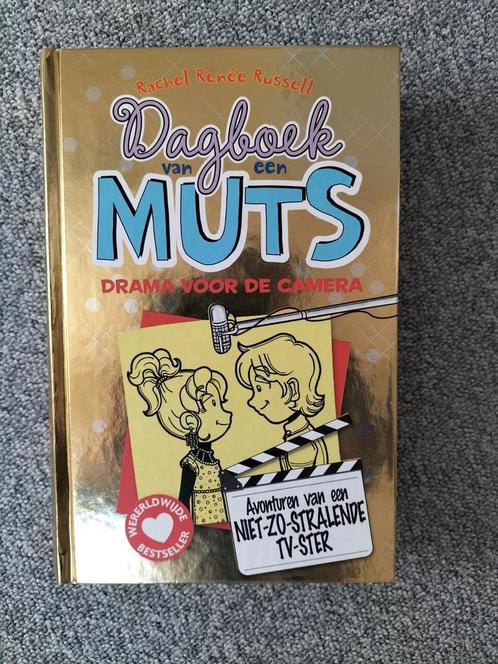 Rachel Renée Russell
Dagboek
van een
MUTS
DRAMA VOOR DE CAMERA
Avonturen van een
NIET-ZO-STRALENDE
TV-STER
WERERLDWIJDE
BESTSELLER